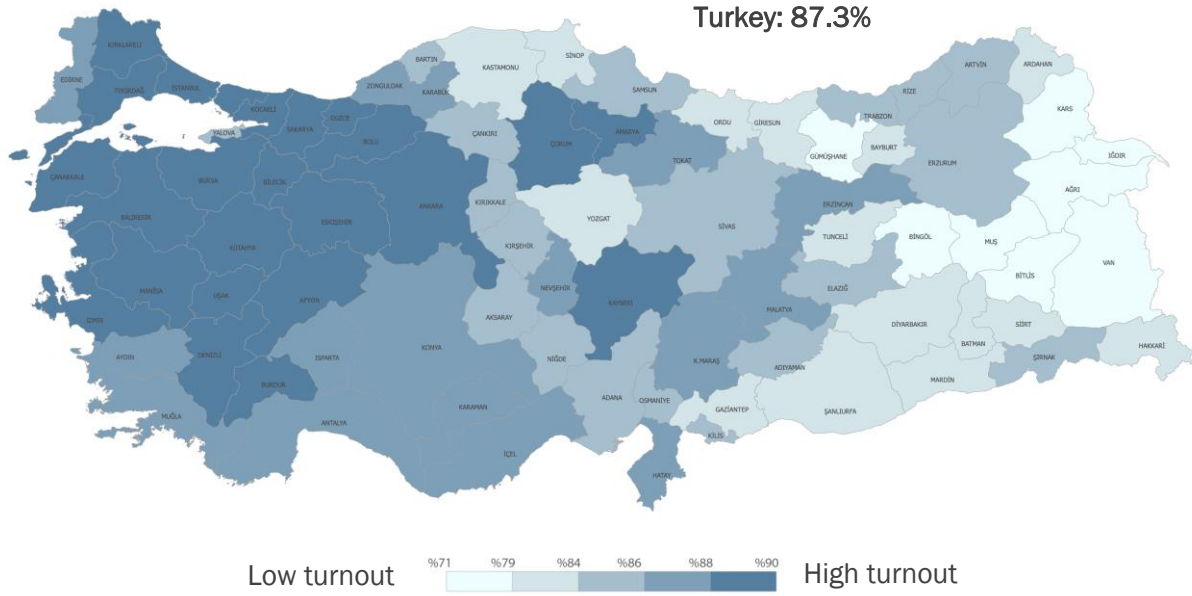 Turkey: 87.3%
KIRKLARELİ
EDİRNE
TEKİRDAĞ
İSTANBUL
KOCAELİ
YALOVA
SAKARYA
DÜZCE
BOLU
ZONGULDAK
BARTIN
KARABÜK
KASTAMONU
SİNOP
ÇANKIRI
ÇORUM
SAMSUN
AMASYA
TOKAT
ORDU
GİRESUN
GÜMÜŞHANE
TRABZON
BAYBURT
RİZE
ARTVİN
ARDAHAN
KARS
IĞDIR
AĞRI
ERZURUM
ERZİNCAN
ÇANAKKALE
BALIKESİR
BURSA
BİLECİK
ESKİŞEHİR
KÜTAHYA
ANKARA
KIRIKKALE
KIRŞEHİR
YOZGAT
SİVAS
TUNCELİ
BİNGÖL
MUŞ
BİTLİS
VAN
MANİSA
UŞAK
AFYON
İZMİR
NEVŞEHİR
KAYSERİ
MALATYA
ELAZIĞ
DİYARBAKIR
BATMAN
SİİRT
ŞIRNAK
HAKKARİ
AYDIN
DENİZLİ
ISPARTA
BURDUR
KONYA
AKSARAY
NİĞDE
MUĞLA
ANTALYA
KARAMAN
İÇEL
ADANA
OSMANİYE
K.MARAŞ
ADIYAMAN
GAZİANTEP
KİLİS
ŞANLIURFA
MARDİN
HATAY
%71 %79 %84 %86 %88 %90
Low turnout High turnout